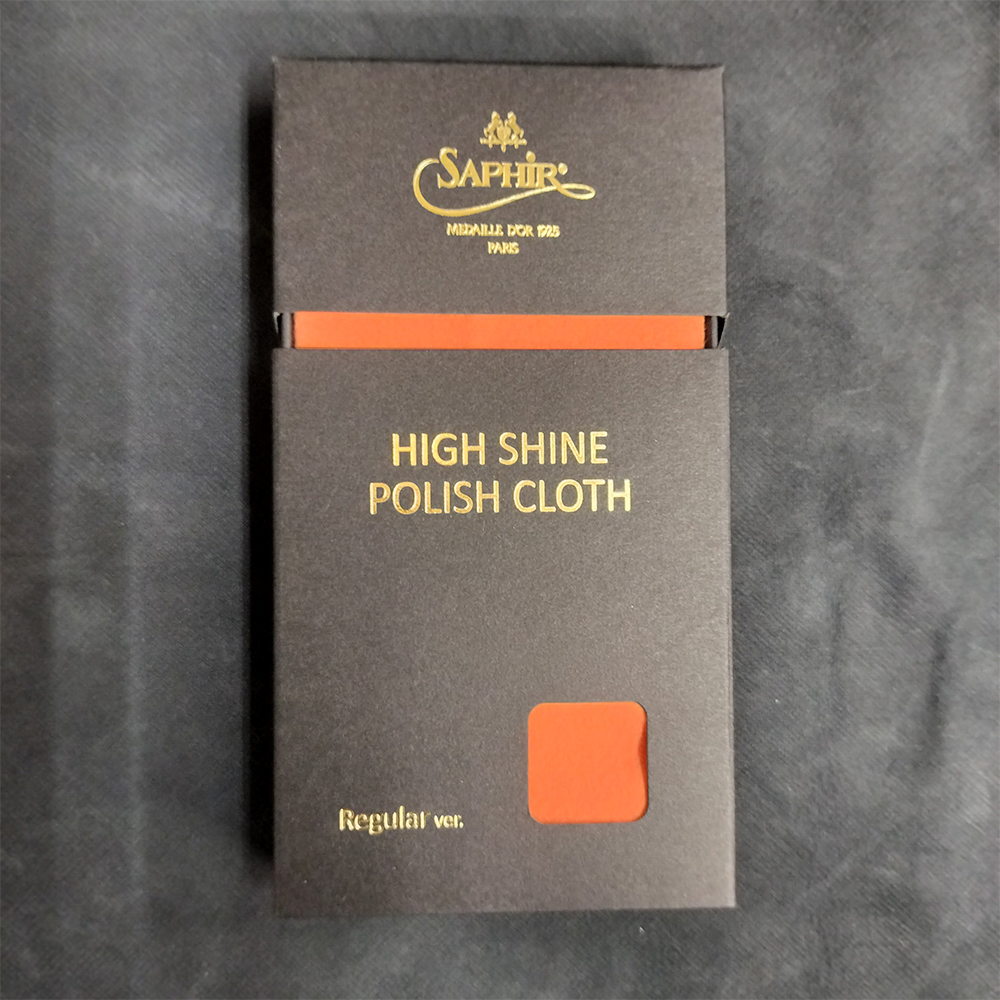 SAPHIR
MEDAILLE D'OR 1925
PARIS
HIGH SHINE
POLISH CLOTH
Regular ver.